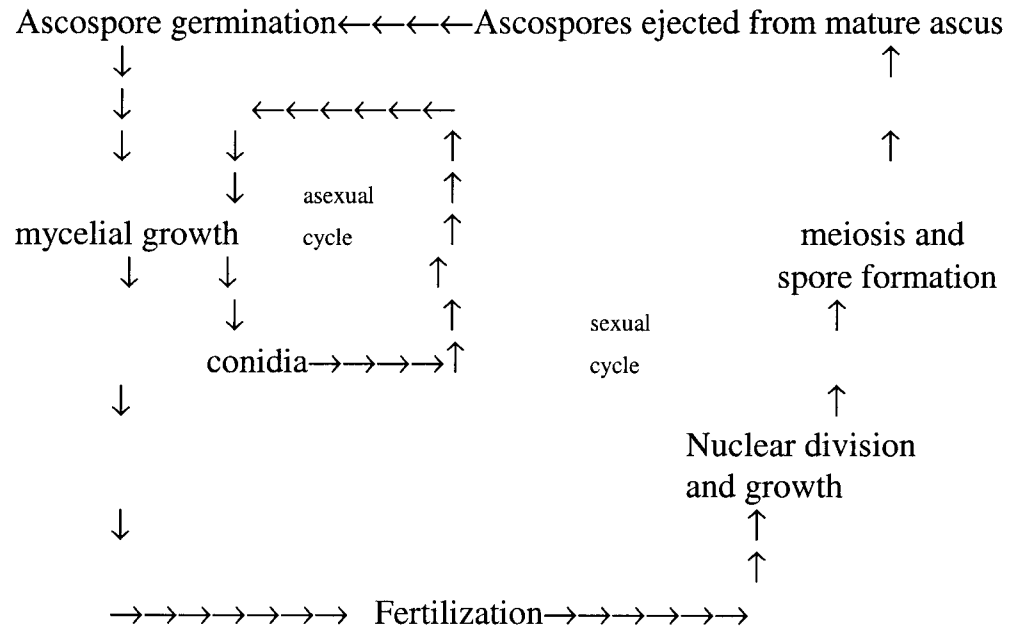 Ascospore germination←←←←Ascospores ejected from mature ascus
asexual
mycelial growth
cycle
meiosis and
spore formation
sexual
conidia→→→→
cycle
Nuclear division
and growth
→→→→→→→ Fertilization→→→→→→